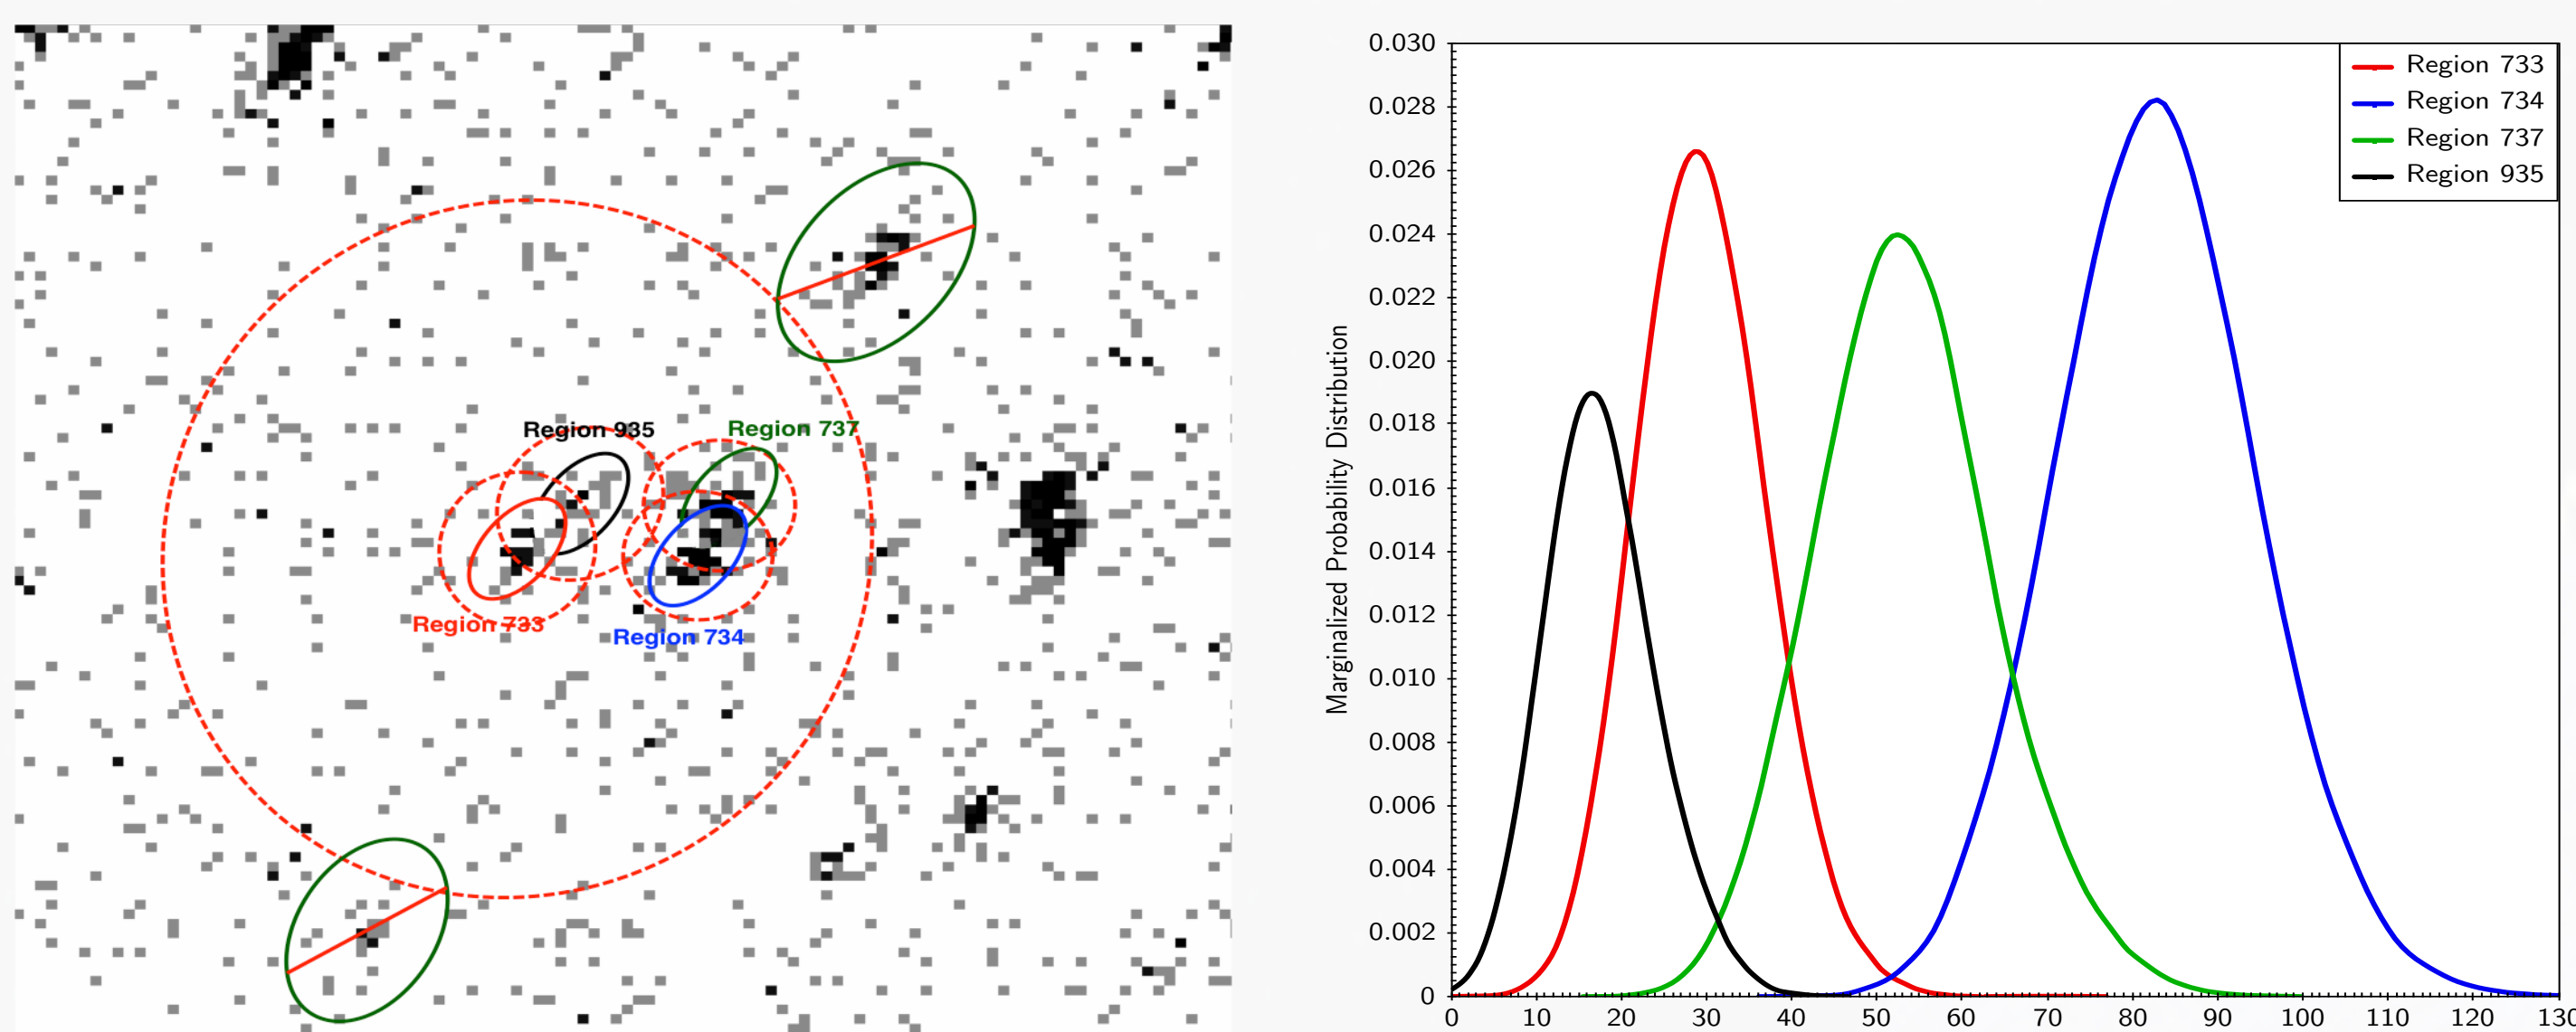 Region 935
Region 737
Region 733
Region 734
Marginalized Probability Distribution
0.030
0.028
0.026
0.024
0.022
0.020
0.018
0.016
0.014
0.012
0.010
0.008
0.006
0.004
0.002
0
0 10 20 30 40 50 60 70 80 90 100 110 120 13
Region 733
Region 734
Region 737
Region 935